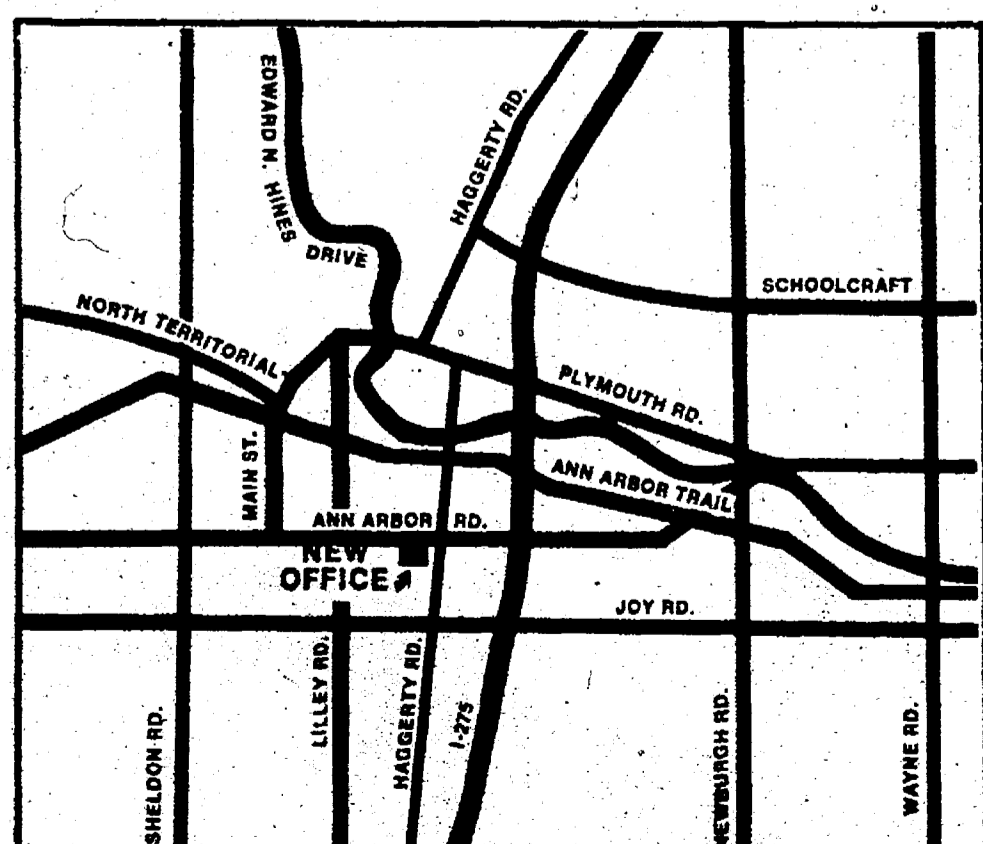 EDWARD N. HINES
DRIVE
HAGGERTY RD.
SCHOOLCRAFT
NORTH TERRITORIAL
PLYMOUTH RD.
MAIN ST.
ANN ARBOR TRAIL
ANN ARBOR RD.
NEW
OFFICE
JOY RD.
SHELDON RD.
LILLEY RD.
HAGGERTY RD.
I-275
NEWBURGH RD.
WAYNE RD.